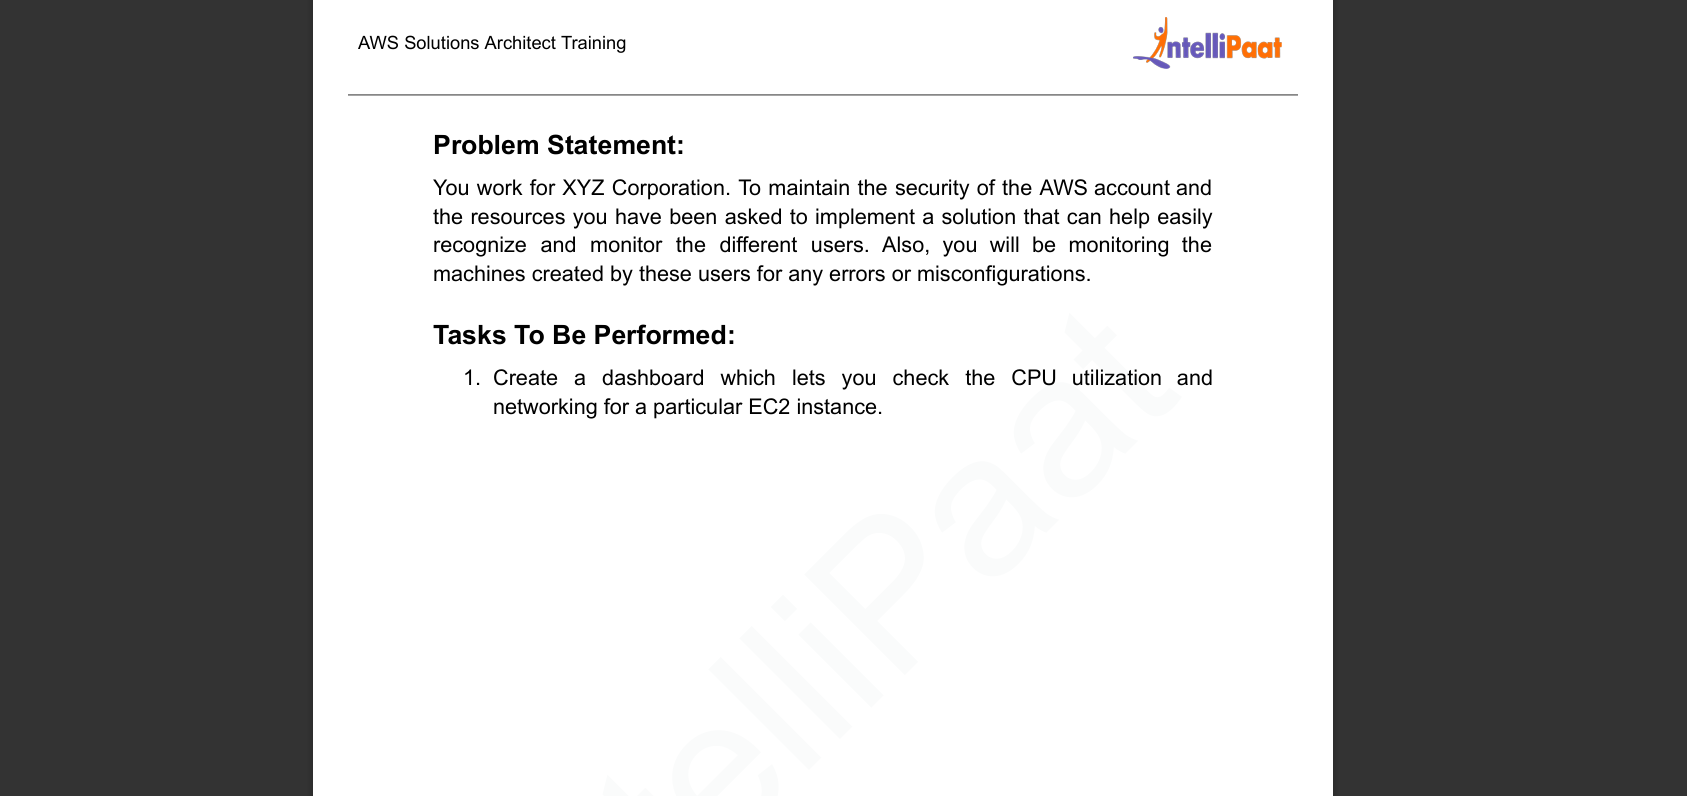 AWS Solutions Architect Training
IntelliPaat
Problem Statement:
You work for XYZ Corporation. To maintain the security of the AWS account and
the resources you have been asked to implement a solution that can help easily
recognize and monitor the different users. Also, you will be monitoring the
machines created by these users for any errors or misconfigurations.
Tasks To Be Performed:
1. Create a dashboard which lets you check the CPU utilization and
networking for a particular EC2 instance.
telliPaat